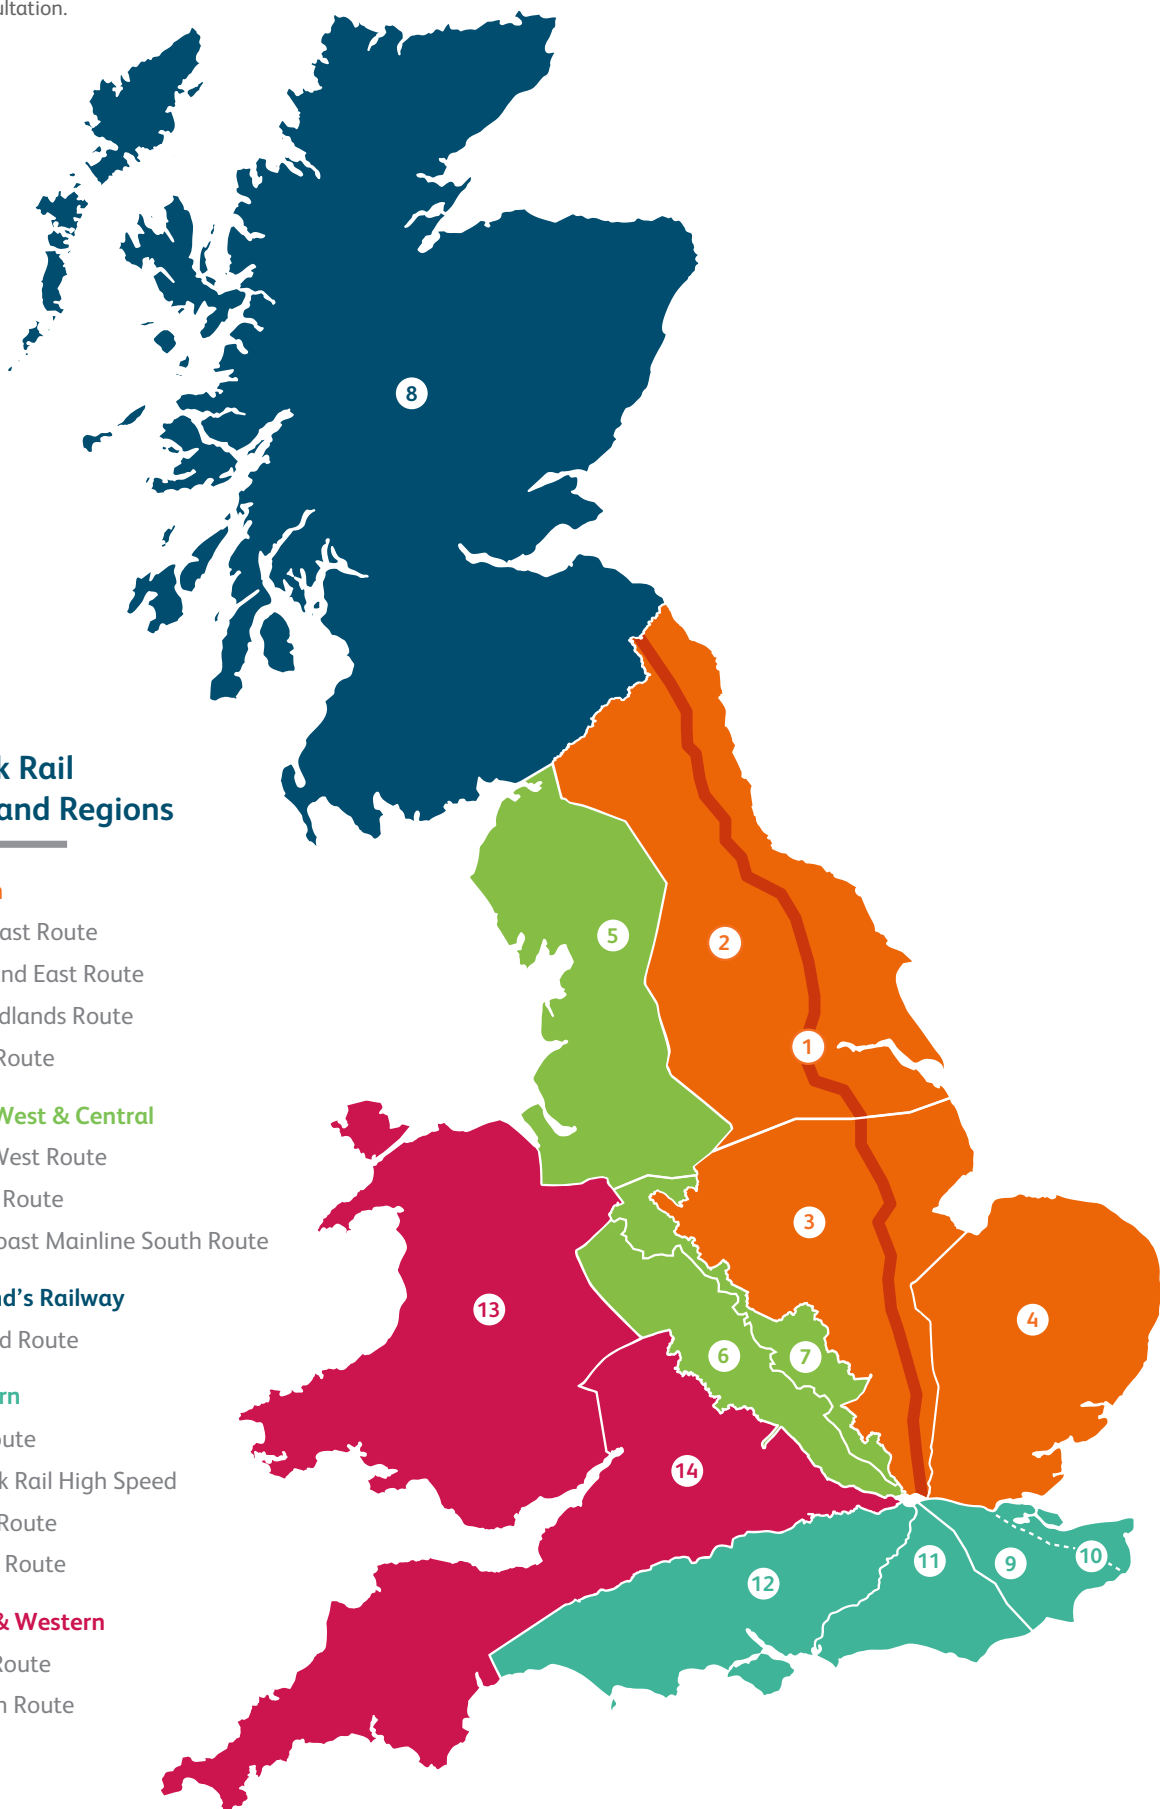 ultation.
k Rail
and Regions
n
ast Route
nd East Route
dlands Route
Route
West & Central
West Route
Route
oast Mainline South Route
nd's Railway
d Route
rn
ute
k Rail High Speed
Route
Route
& Western
Route
n Route
8
5
2
1
3
4
13
6
7
14
12
11
9
10